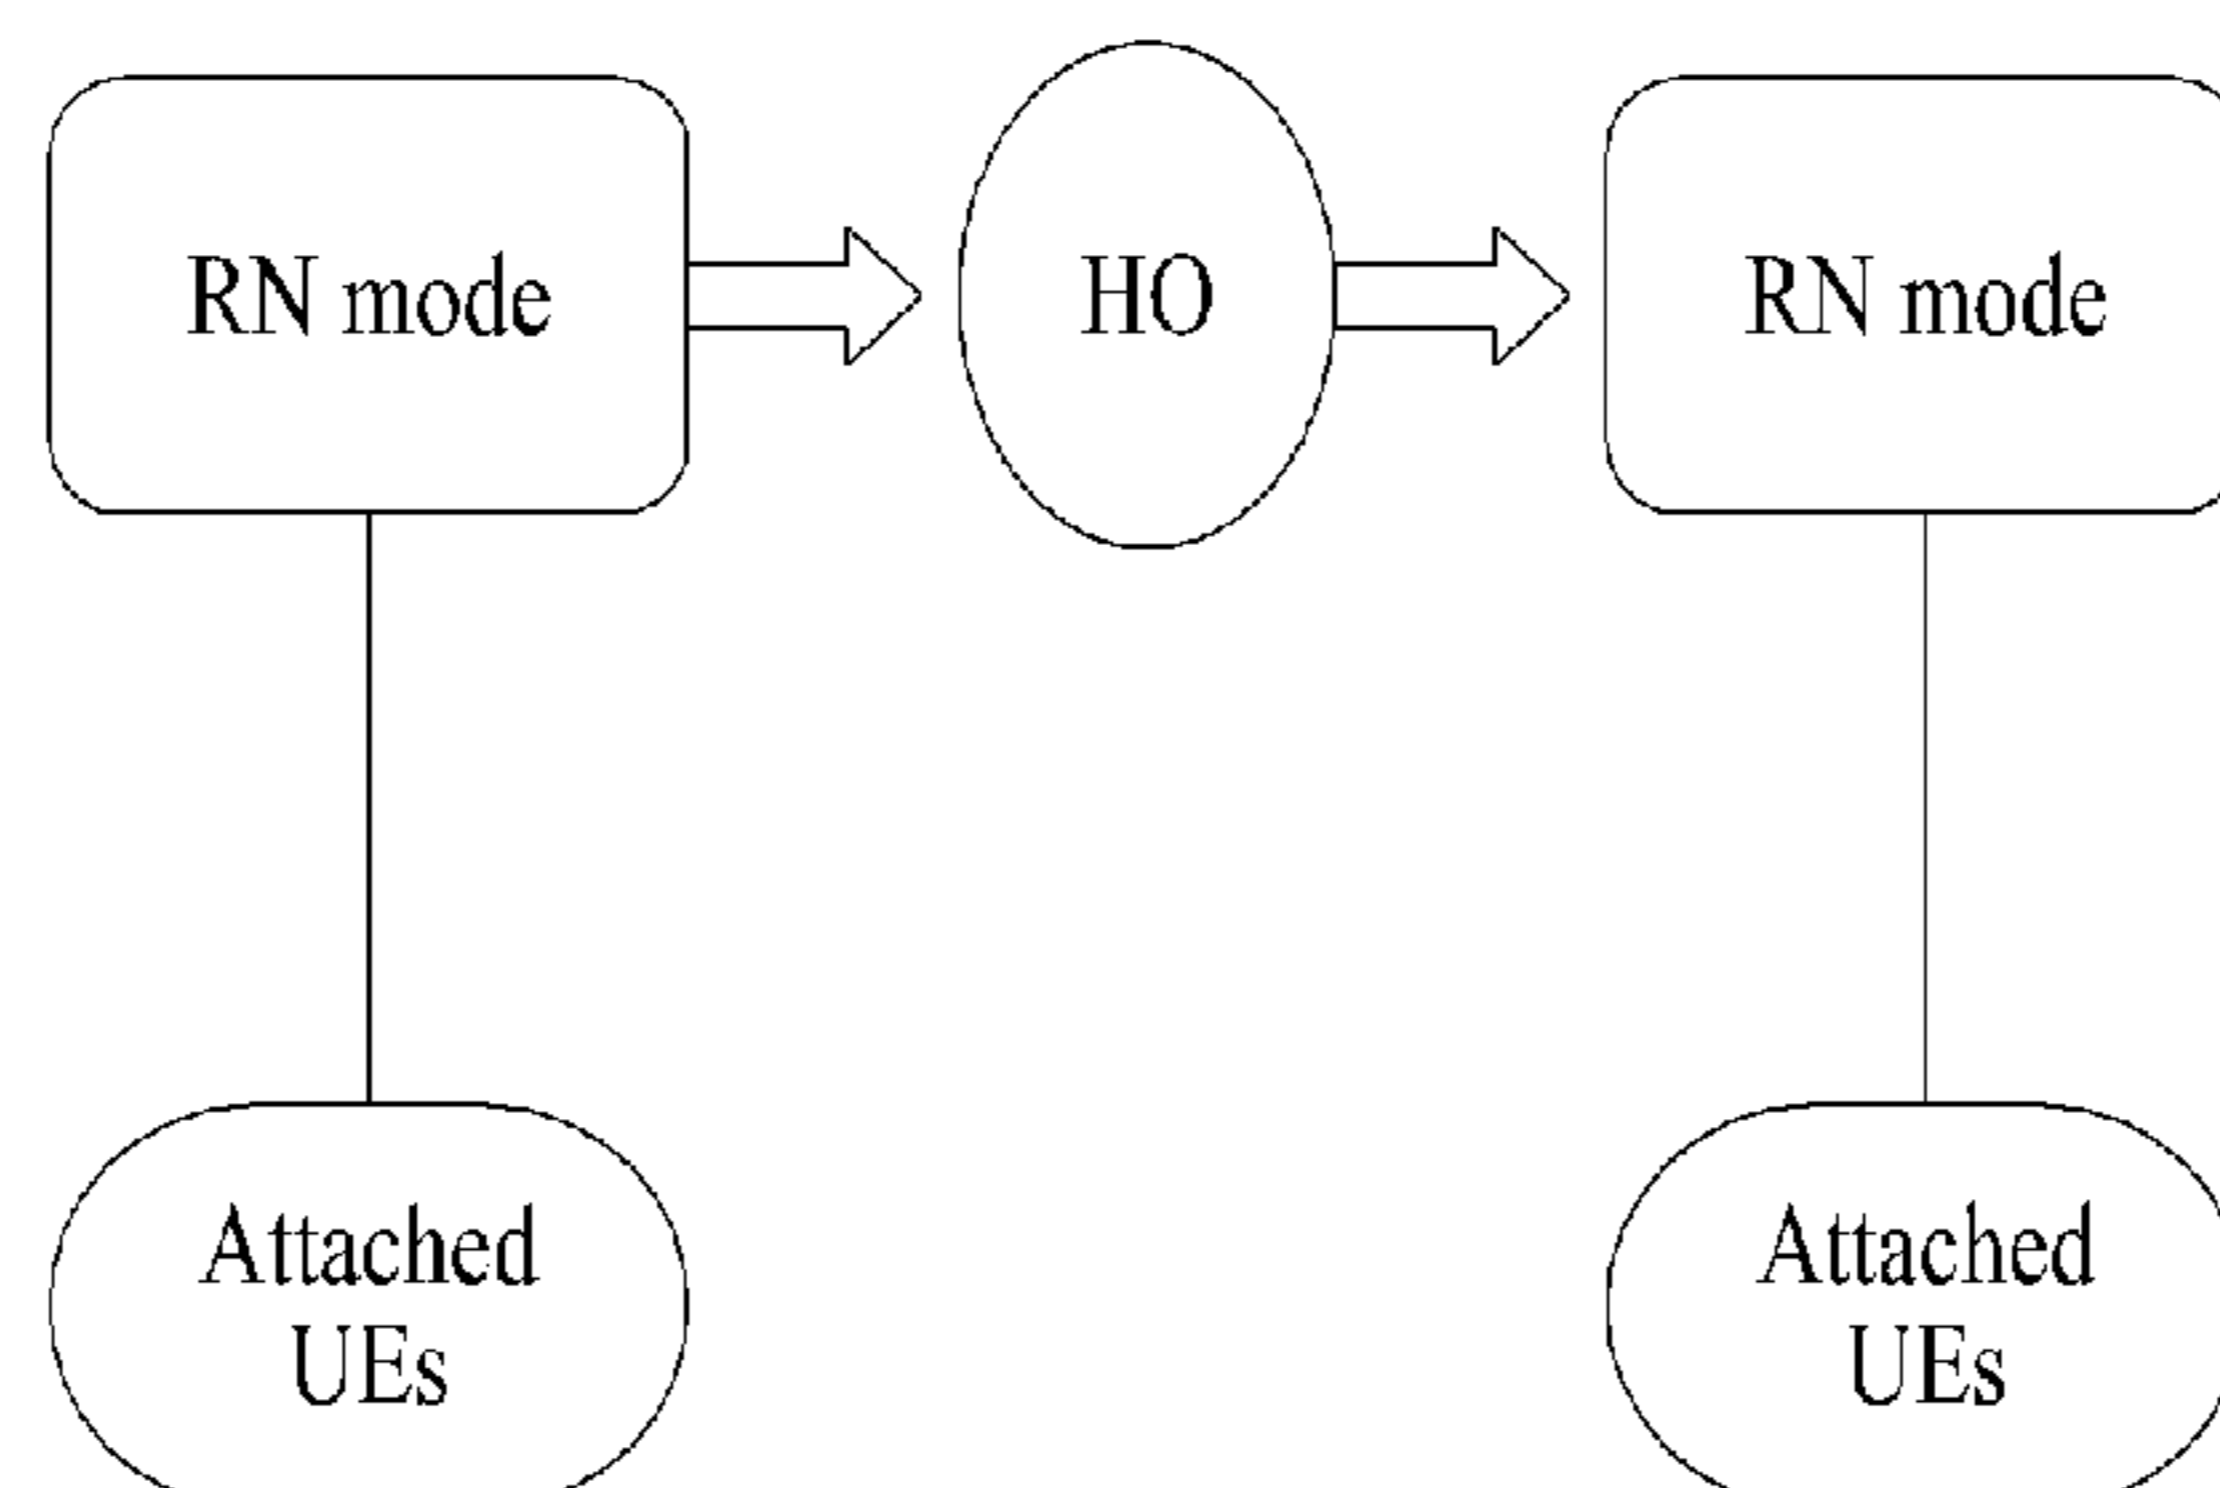 RN mode
HO
RN mode
Attached
UEs
Attached
UEs